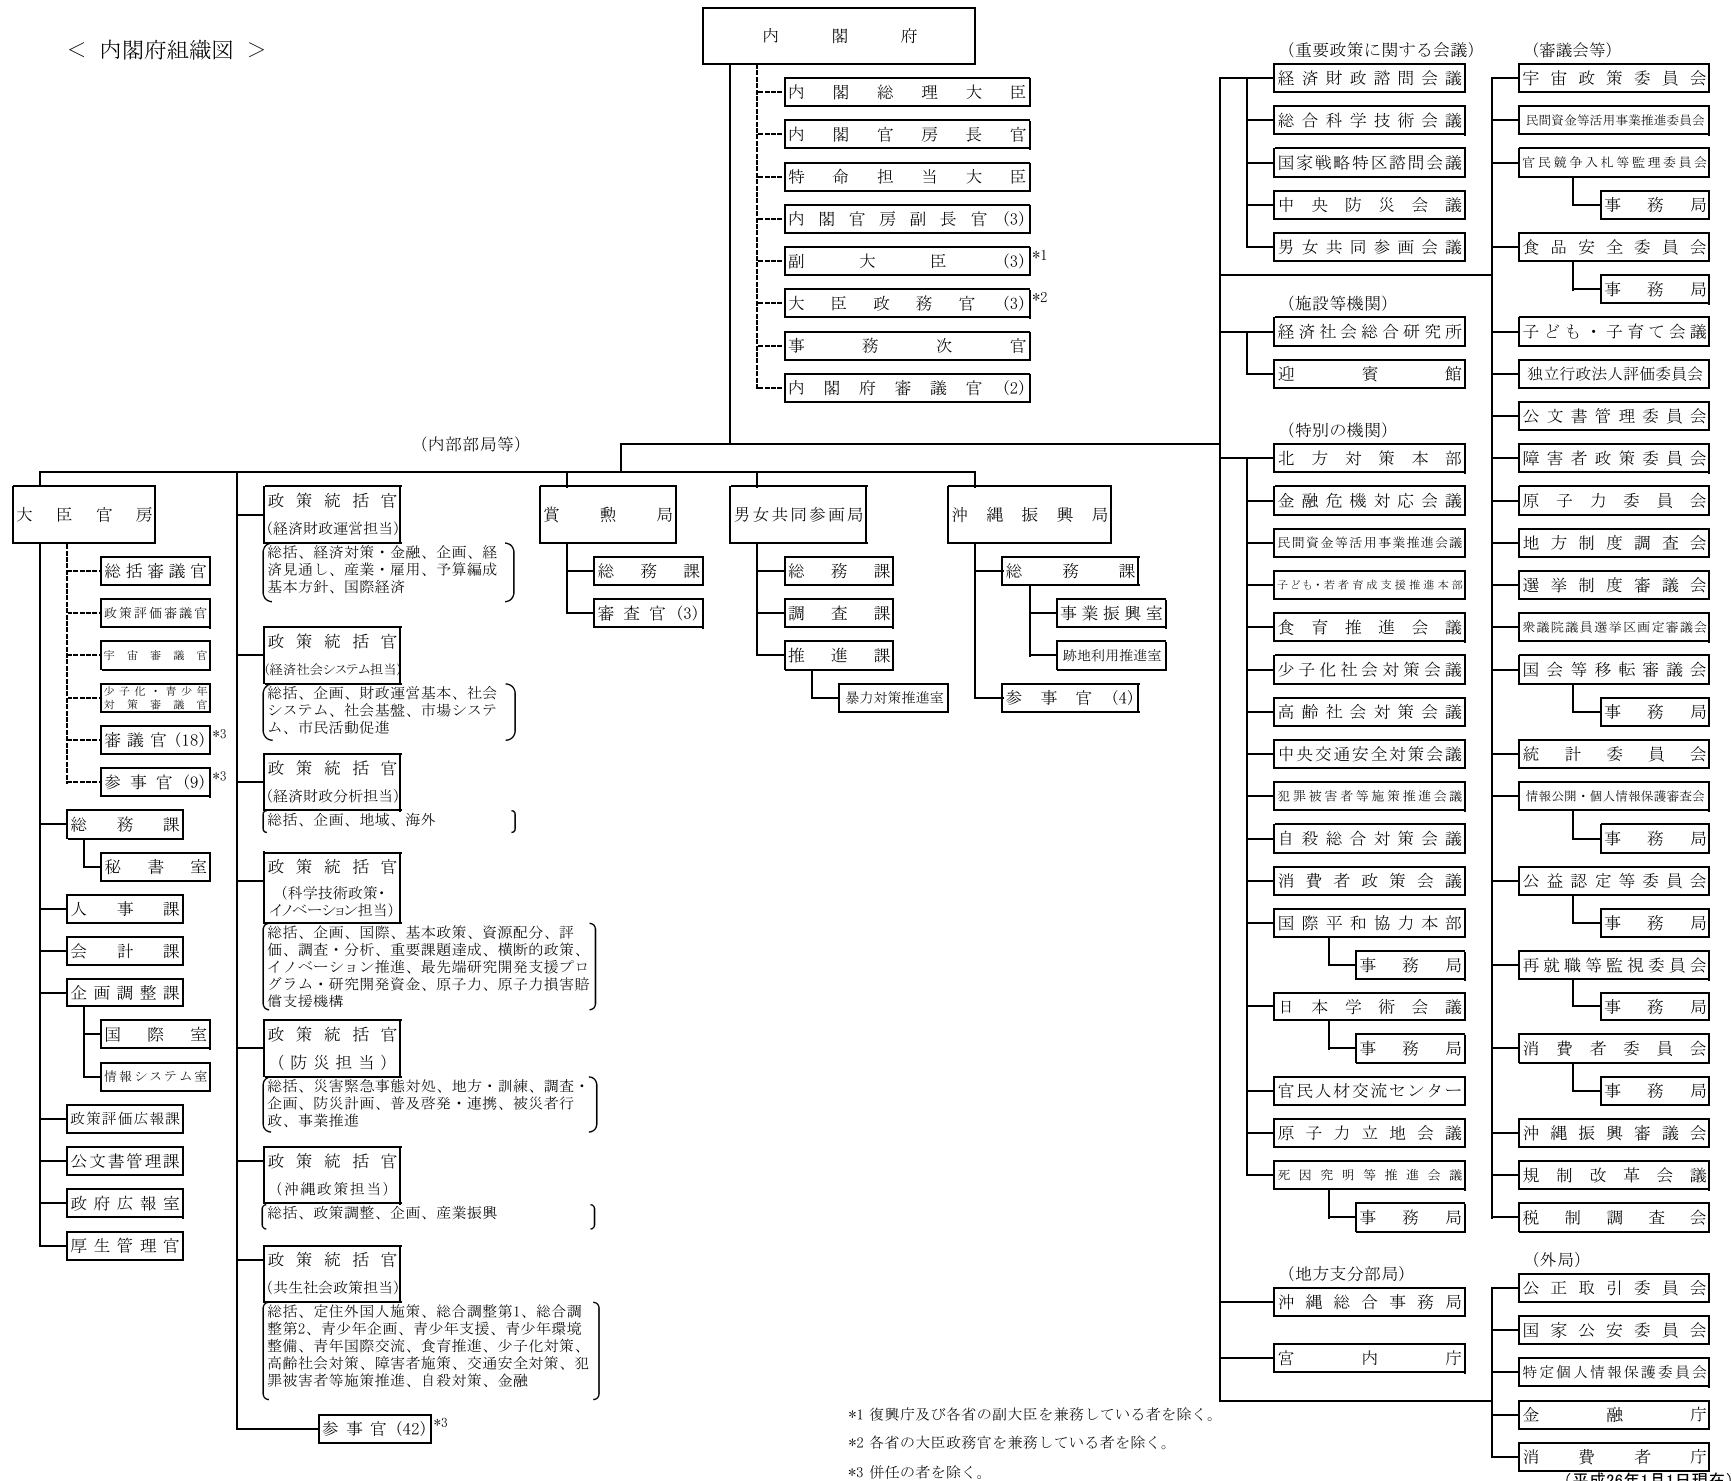 ＜ 内閣府組織図 ＞
内閣府
内閣総理大臣
内閣官房長官
特命担当大臣
内閣官房副長官 (3)
副大臣 (3) *1
大臣政務官 (3) *2
事務次官
内閣府審議官 (2)
（内部部局等）
大臣官房
総括審議官
政策評価審議官
宇宙審議官
少子化・青少年
対策審議官
審議官 (18) *3
参事官 (9) *3
総務課
秘書室
人事課
会計課
企画調整課
国際室
情報システム室
政策評価広報課
公文書管理課
政府広報室
厚生管理官
政策統括官
(経済財政運営担当)
総括、経済対策・金融、企画、経
済見通し、産業・雇用、予算編成
基本方針、国際経済
政策統括官
(経済社会システム担当)
総括、企画、財政運営基本、社会
システム、社会基盤、市場システ
ム、市民活動促進
政策統括官
(経済財政分析担当)
総括、企画、地域、海外
政策統括官
（科学技術政策・
イノベーション担当）
総括、企画、国際、基本政策、資源配分、評
価、調査・分析、重要課題達成、横断的政策、
イノベーション推進、最先端研究開発支援プロ
グラム・研究開発資金、原子力、原子力損害賠
償支援機構
政策統括官
（防災担当）
総括、災害緊急事態対処、地方・訓練、調査・
企画、防災計画、普及啓発・連携、被災者行
政、事業推進
政策統括官
（沖縄政策担当）
総括、政策調整、企画、産業振興
政策統括官
(共生社会政策担当)
総括、定住外国人施策、総合調整第1、総合調
整第2、青少年企画、青少年支援、青少年環境
整備、青年国際交流、食育推進、少子化対策、
高齢社会対策、障害者施策、交通安全対策、犯
罪被害者等施策推進、自殺対策、金融
参事官 (42) *3
賞勲局
総務課
審査官 (3)
男女共同参画局
総務課
調査課
推進課
暴力対策推進室
沖縄振興局
総務課
事業振興室
跡地利用推進室
参事官 (4)
（重要政策に関する会議）
経済財政諮問会議
総合科学技術会議
国家戦略特区諮問会議
中央防災会議
男女共同参画会議
（施設等機関）
経済社会総合研究所
迎賓館
（特別の機関）
北方対策本部
金融危機対応会議
民間資金等活用事業推進会議
子ども・若者育成支援推進本部
食育推進会議
少子化社会対策会議
高齢社会対策会議
中央交通安全対策会議
犯罪被害者等施策推進会議
自殺総合対策会議
消費者政策会議
国際平和協力本部
事務局
日本学術会議
事務局
官民人材交流センター
原子力立地会議
死因究明等推進会議
事務局
（地方支分部局）
沖縄総合事務局
宮内庁
（審議会等）
宇宙政策委員会
民間資金等活用事業推進委員会
官民競争入札等監理委員会
事務局
食品安全委員会
事務局
子ども・子育て会議
独立行政法人評価委員会
公文書管理委員会
障害者政策委員会
原子力委員会
地方制度調査会
選挙制度審議会
衆議院議員選挙区画定審議会
国会等移転審議会
事務局
統計委員会
情報公開・個人情報保護審査会
事務局
公益認定等委員会
事務局
再就職等監視委員会
事務局
消費者委員会
事務局
沖縄振興審議会
規制改革会議
税制調査会
（外局）
公正取引委員会
国家公安委員会
特定個人情報保護委員会
金融庁
消費者庁
*1 復興庁及び各省の副大臣を兼務している者を除く。
*2 各省の大臣政務官を兼務している者を除く。
*3 併任の者を除く。
（平成26年1月1日現在）